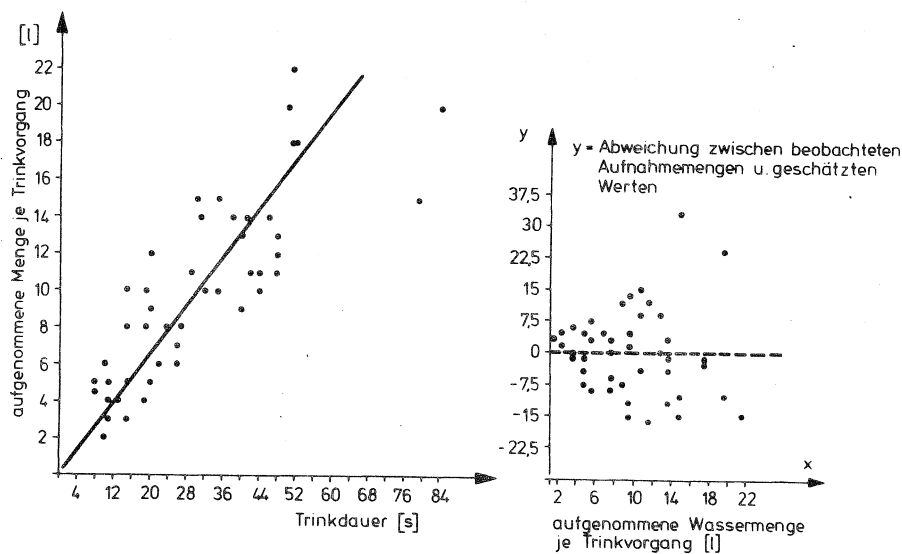 [l]
aufgenommene Menge je Trinkvorgang
22
20
18
16
14
12
10
8
6
4
2
4 12 20 28 36 44 52 60 68 76 84
Trinkdauer [s]
y
y = Abweichung zwischen beobachteten
Aufnahmemengen u. geschätzten
Werten
37,5
30
22,5
15
7,5
0
-7,5
-15
-22,5
x
2 6 10 14 18 22
aufgenommene Wassermenge
je Trinkvorgang [l]